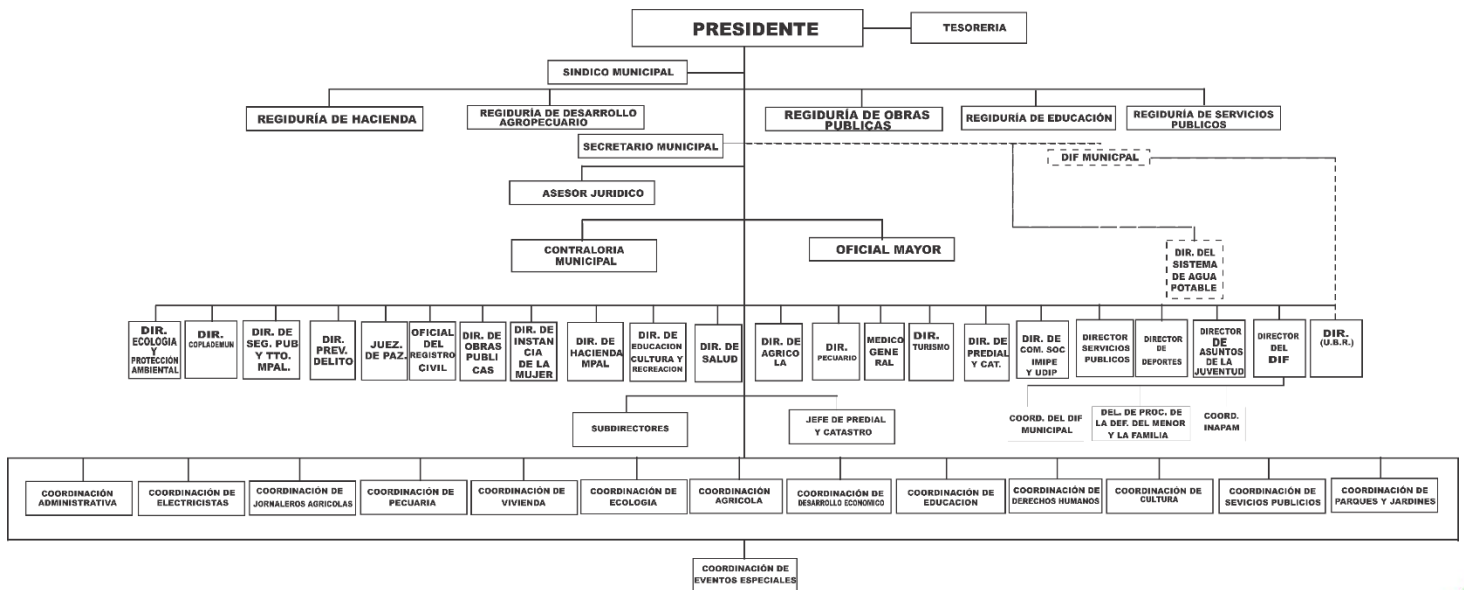 PRESIDENTE
TESORERIA
SINDICO MUNICIPAL
REGIDURÍA DE HACIENDA
REGIDURÍA DE DESARROLLO
AGROPECUARIO
REGIDURÍA DE OBRAS
PUBLICAS
REGIDURÍA DE EDUCACIÓN
REGIDURÍA DE SERVICIOS
PUBLICOS
SECRETARIO MUNICIPAL
DIF MUNICPAL
ASESOR JURIDICO
CONTRALORIA
MUNICIPAL
OFICIAL MAYOR
DIR. DEL
SISTEMA
DE AGUA
POTABLE
DIR.
ECOLOGIA
Y
PROTECCIÓN
AMBIENTAL
DIR.
COPLADEMUN
DIR. DE
SEG. PUB
Y TTO.
MPAL.
DIR.
PREV.
DELITO
JUEZ.
DE PAZ.
OFICIAL
DEL
REGISTRO
CIVIL
DIR. DE
OBRAS
PUBLI
CAS
DIR. DE
INSTAN
CIA
DE LA
MUJER
DIR.
DE
HACIENDA
MPAL
DIR. DE
EDUCACION
CULTURA Y
RECREACION
DIR.
DE
SALUD
DIR.
DE
AGRICO
LA
DIR.
PECUARIO
MEDICO
GENE
RAL
DIR.
TURISMO
DIR. DE
PREDIAL
Y CAT.
DIR. DE
COM. SOC
IMIPE
Y UDIP
DIRECTOR
SERVICIOS
PUBLICOS
DIRECTOR
DE
DEPORTES
DIRECTOR
DE
ASUNTOS
DE LA
JUVENTUD
DIRECTOR
DEL
DIF
DIR.
(U.B.R.)
SUBDIRECTORES
JEFE DE PREDIAL
Y CATASTRO
COORD. DEL DIF
MUNICIPAL
DEL. DE PROC. DE
LA DEF. DEL MENOR
Y LA FAMILIA
COORD.
INAPAM
COORDINACIÓN
ADMINISTRATIVA
COORDINACIÓN DE
ELECTRICISTAS
COORDINACIÓN DE
JORNALEROS AGRICOLAS
COORDINACIÓN DE
PECUARIA
COORDINACIÓN DE
VIVIENDA
COORDINACIÓN DE
ECOLOGIA
COORDINACIÓN
AGRICOLA
COORDINACIÓN DE
DESARROLLO ECONOMICO
COORDINACIÓN DE
EDUCACION
COORDINACIÓN DE
DERECHOS HUMANOS
COORDINACIÓN DE
CULTURA
COORDINACIÓN DE
SEVICIOS PUBLICIOS
COORDINACIÓN DE
PARQUES Y JARDINES
COORDINACIÓN DE
EVENTOS ESPECIALES